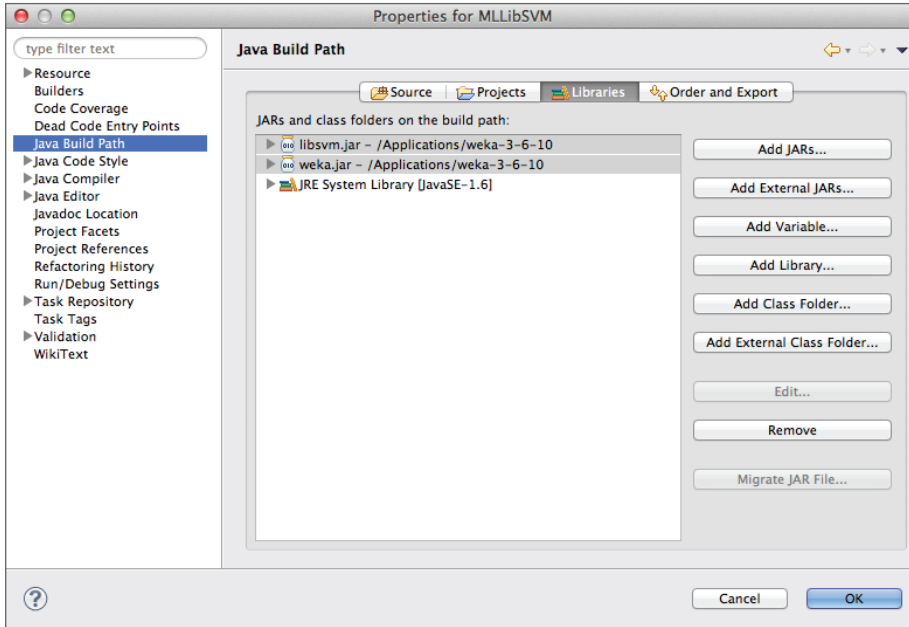 Properties for MLLibSVM
type filter text
Resource
Builders
Code Coverage
Dead Code Entry Points
Java Build Path
Java Code Style
Java Compiler
Java Editor
Javadoc Location
Project Facets
Project References
Refactoring History
Run/Debug Settings
Task Repository
Task Tags
Validation
WikiText
Java Build Path
Source
Projects
Libraries
Order and Export
JARs and class folders on the build path:
libsvm.jar - /Applications/weka-3-6-10
weka.jar - /Applications/weka-3-6-10
JRE System Library [JavaSE-1.6]
Add JARs...
Add External JARs...
Add Variable...
Add Library...
Add Class Folder...
Add External Class Folder...
Edit...
Remove
Migrate JAR File...
?
Cancel
OK